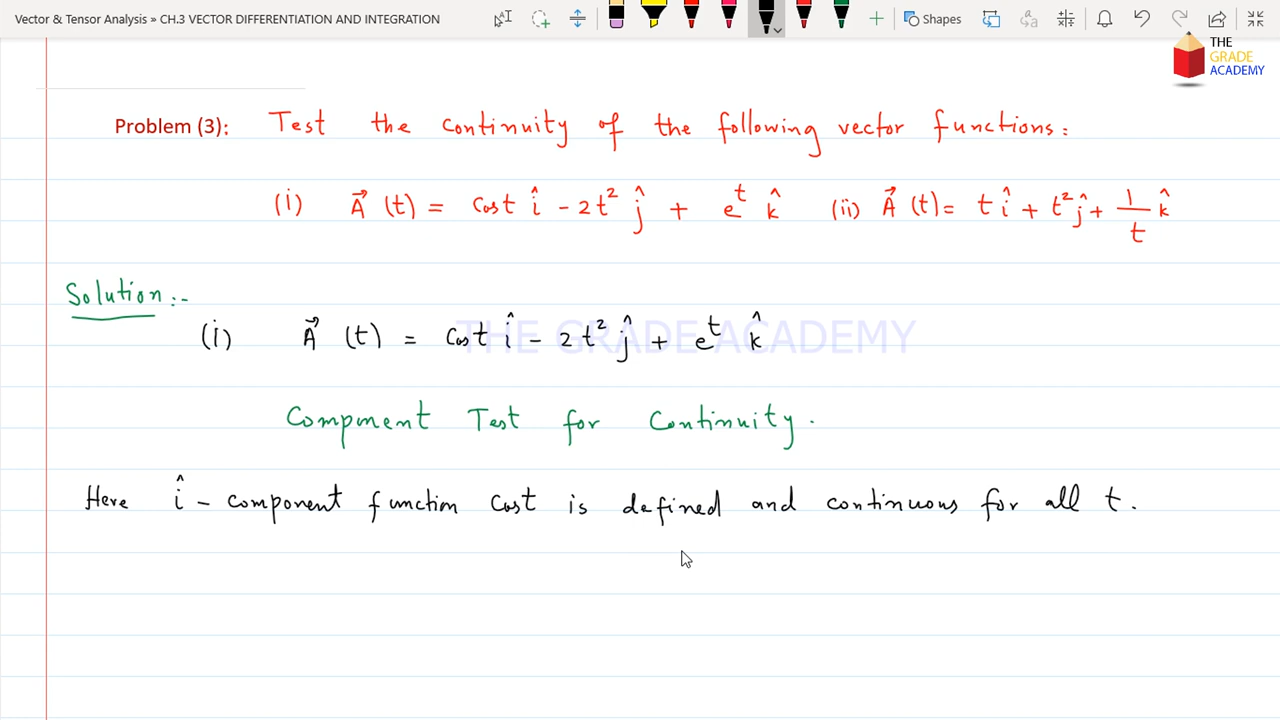 Vector & Tensor Analysis » CH.3 VECTOR DIFFERENTIATION AND INTEGRATION
Shapes
THE
GRADE
ACADEMY
Problem (3): Test the continuity of the following vector functions:
(i) A⃗ (t) = cost î - 2t² ĵ + eᵗ k̂ (ii) A⃗ (t) = t î + t² ĵ + 1/t k̂
Solution:-
(i) A⃗ (t) = cost î - 2t² ĵ + eᵗ k̂
THE GRADE ACADEMY
Component Test for Continuity.
Here î - component function cost is defined and continuous for all t.